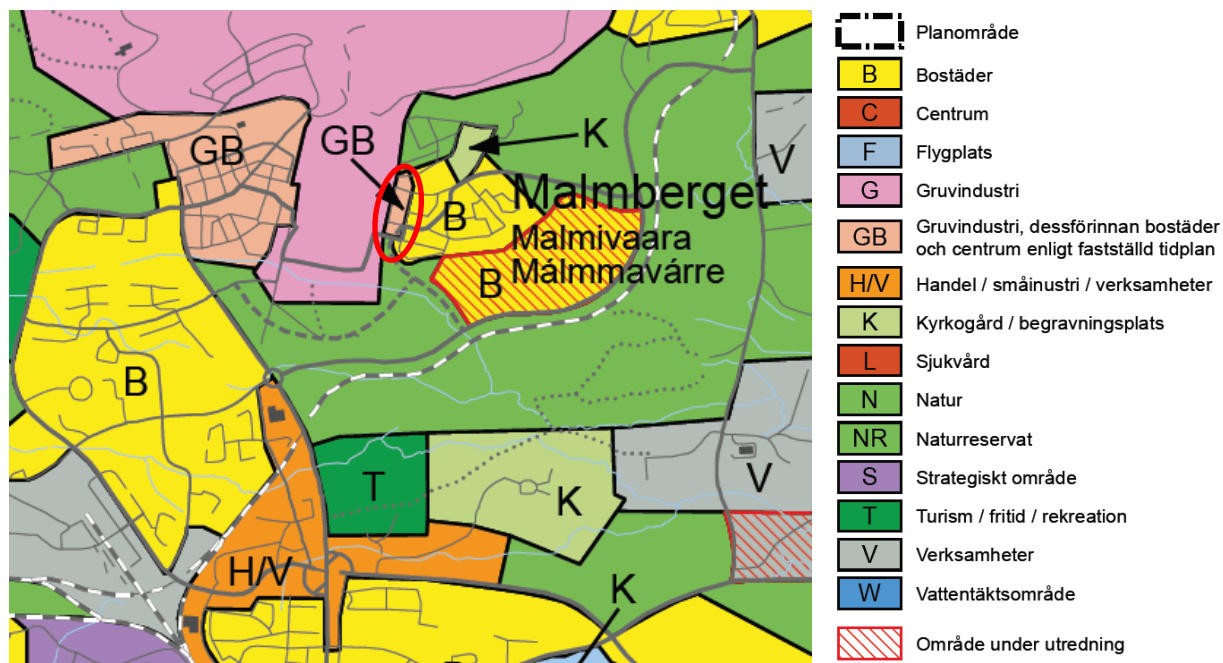 GB
GB
K
V
Malmberget
B
Malmivaara
B
Málmmavárre
B
T
K
V
H/V
K
Planområde
B Bostäder
C Centrum
F Flygplats
G Gruvindustri
GB Gruvindustri, dessförinnan bostäder
och centrum enligt fastställd tidplan
H/V Handel / småinustri / verksamheter
K Kyrkogård / begravningsplats
L Sjukvård
N Natur
NR Naturreservat
S Strategiskt område
T Turism / fritid / rekreation
V Verksamheter
W Vattentäktsområde
Område under utredning